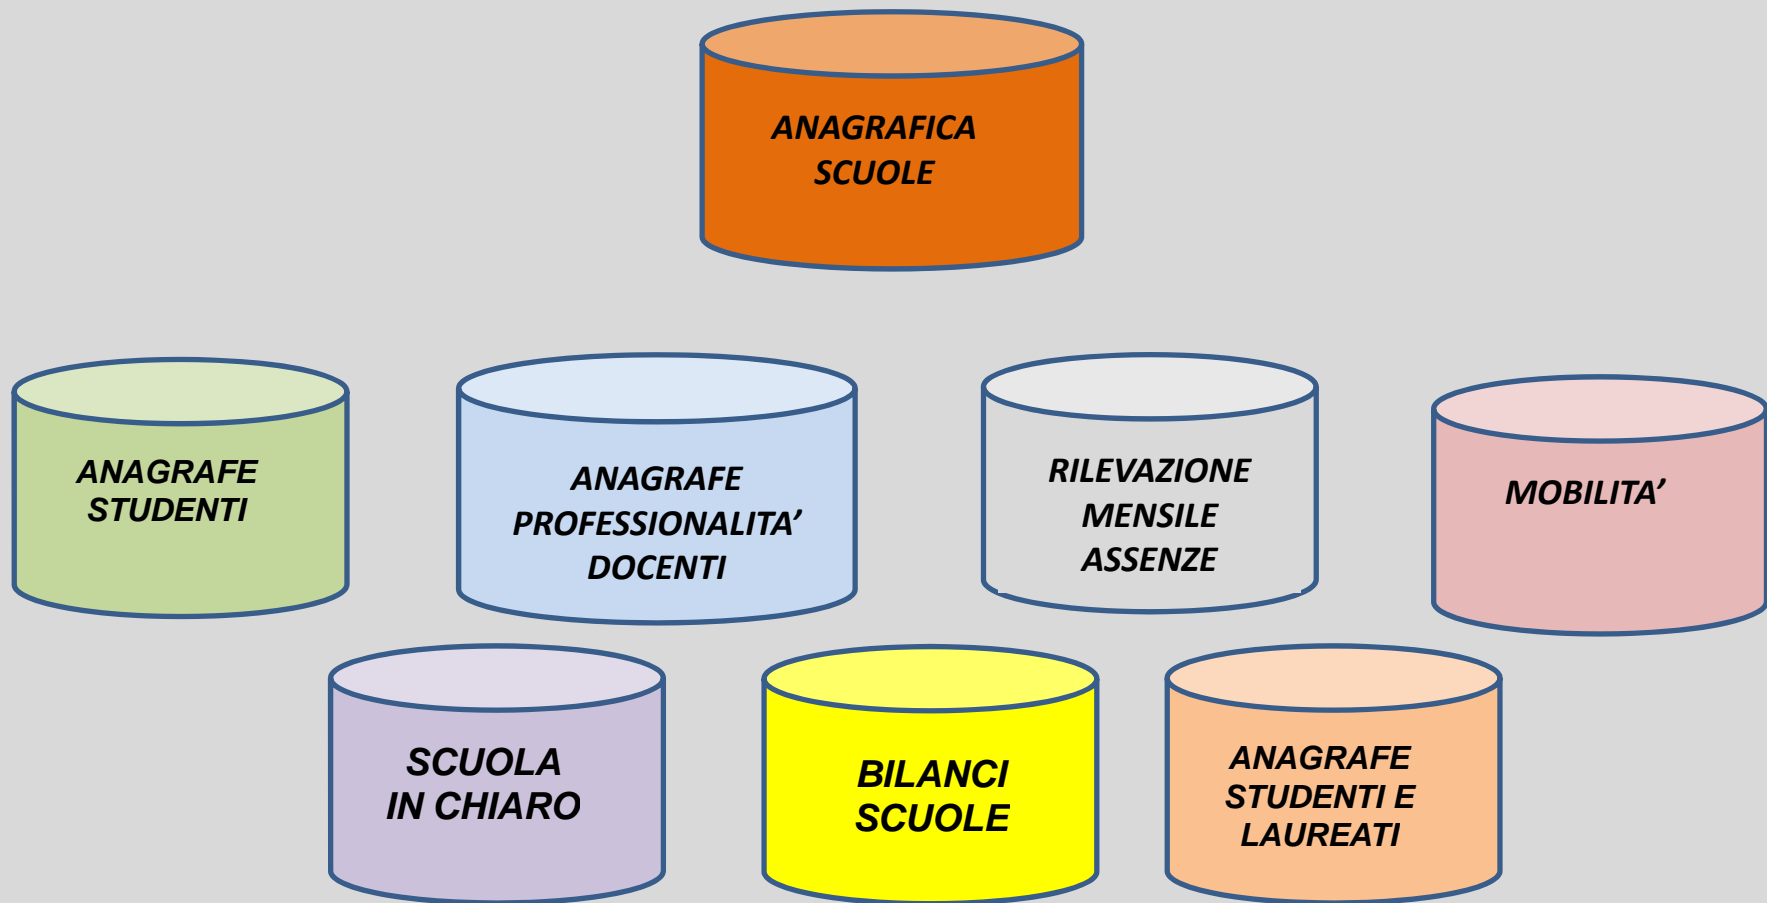 ANAGRAFICA
SCUOLE
ANAGRAFE
STUDENTI
ANAGRAFE
PROFESSIONALITA’
DOCENTI
RILEVAZIONE
MENSILE
ASSENZE
MOBILITA’
SCUOLA
IN CHIARO
BILANCI
SCUOLE
ANAGRAFE
STUDENTI E
LAUREATI